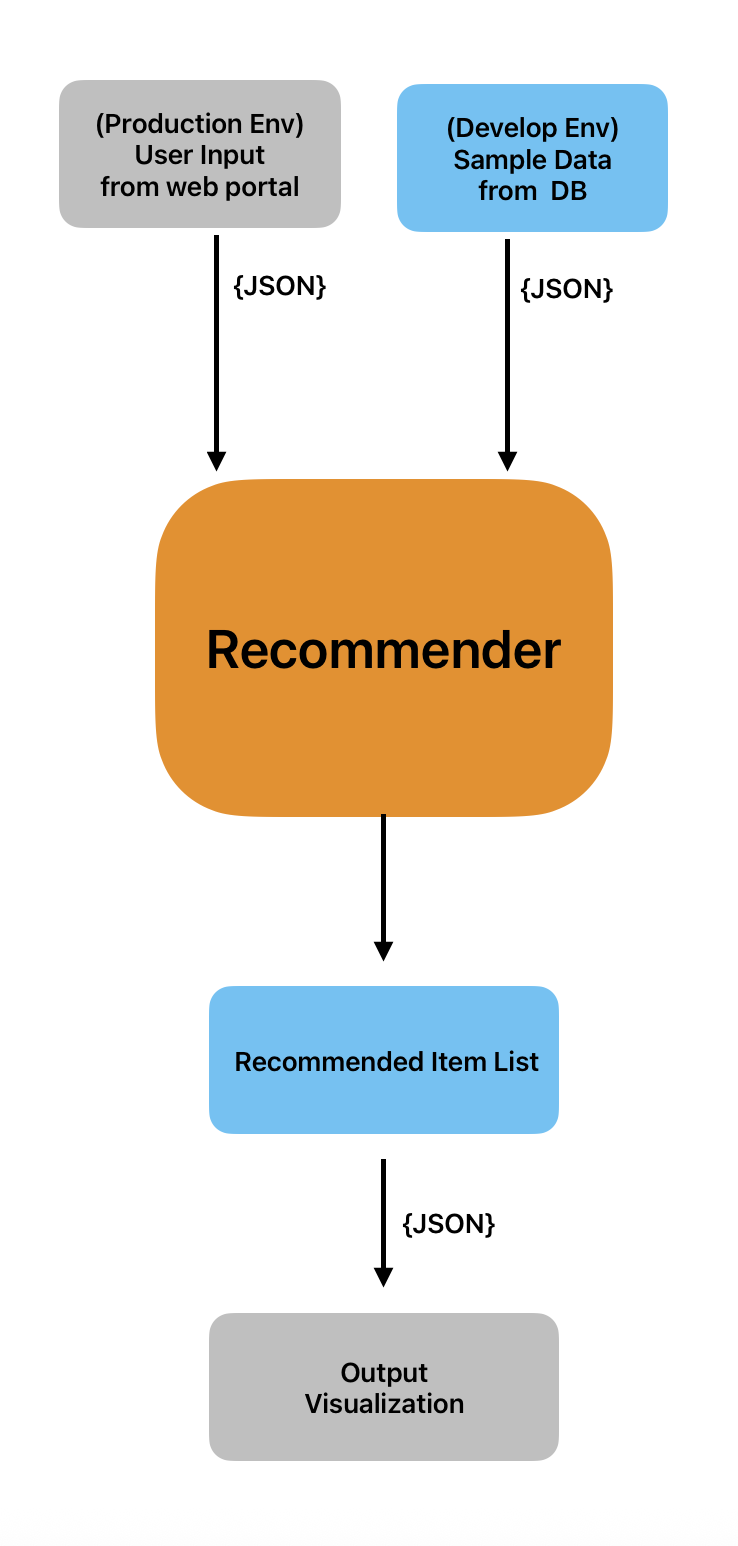 (Production Env)
User Input
from web portal
(Develop Env)
Sample Data
from  DB
{JSON}
{JSON}
Recommender
Recommended Item List
{JSON}
Output
Visualization